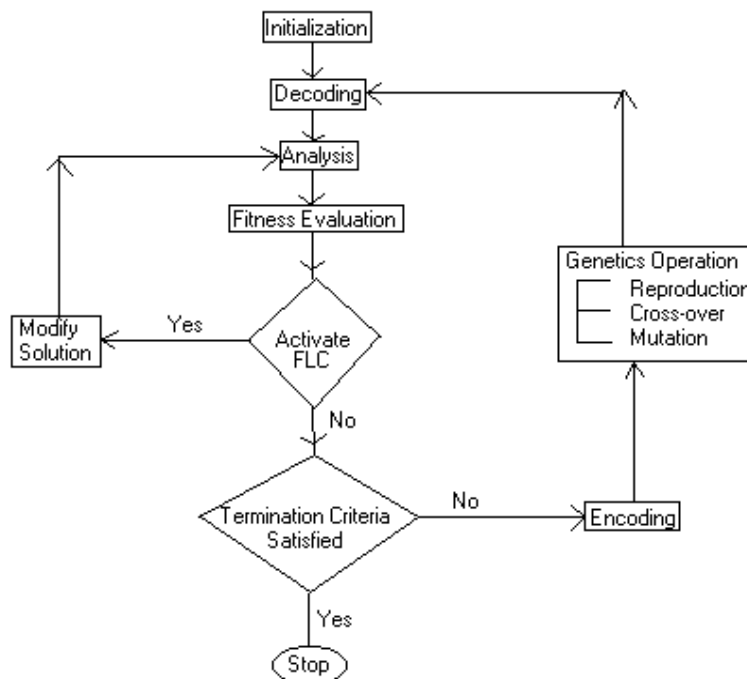 Initialization
Decoding
Analysis
Fitness Evaluation
Genetics Operation
Reproduction
Cross-over
Mutation
Modify
Solution
Yes
Activate
FLC
No
Termination Criteria
Satisfied
No
Encoding
Yes
Stop